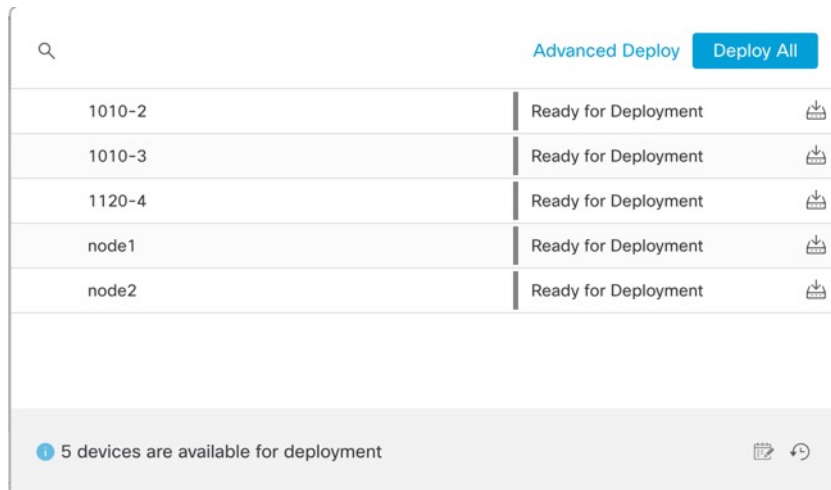 Advanced Deploy Deploy All
1010-2 Ready for Deployment
1010-3 Ready for Deployment
1120-4 Ready for Deployment
node1 Ready for Deployment
node2 Ready for Deployment
5 devices are available for deployment